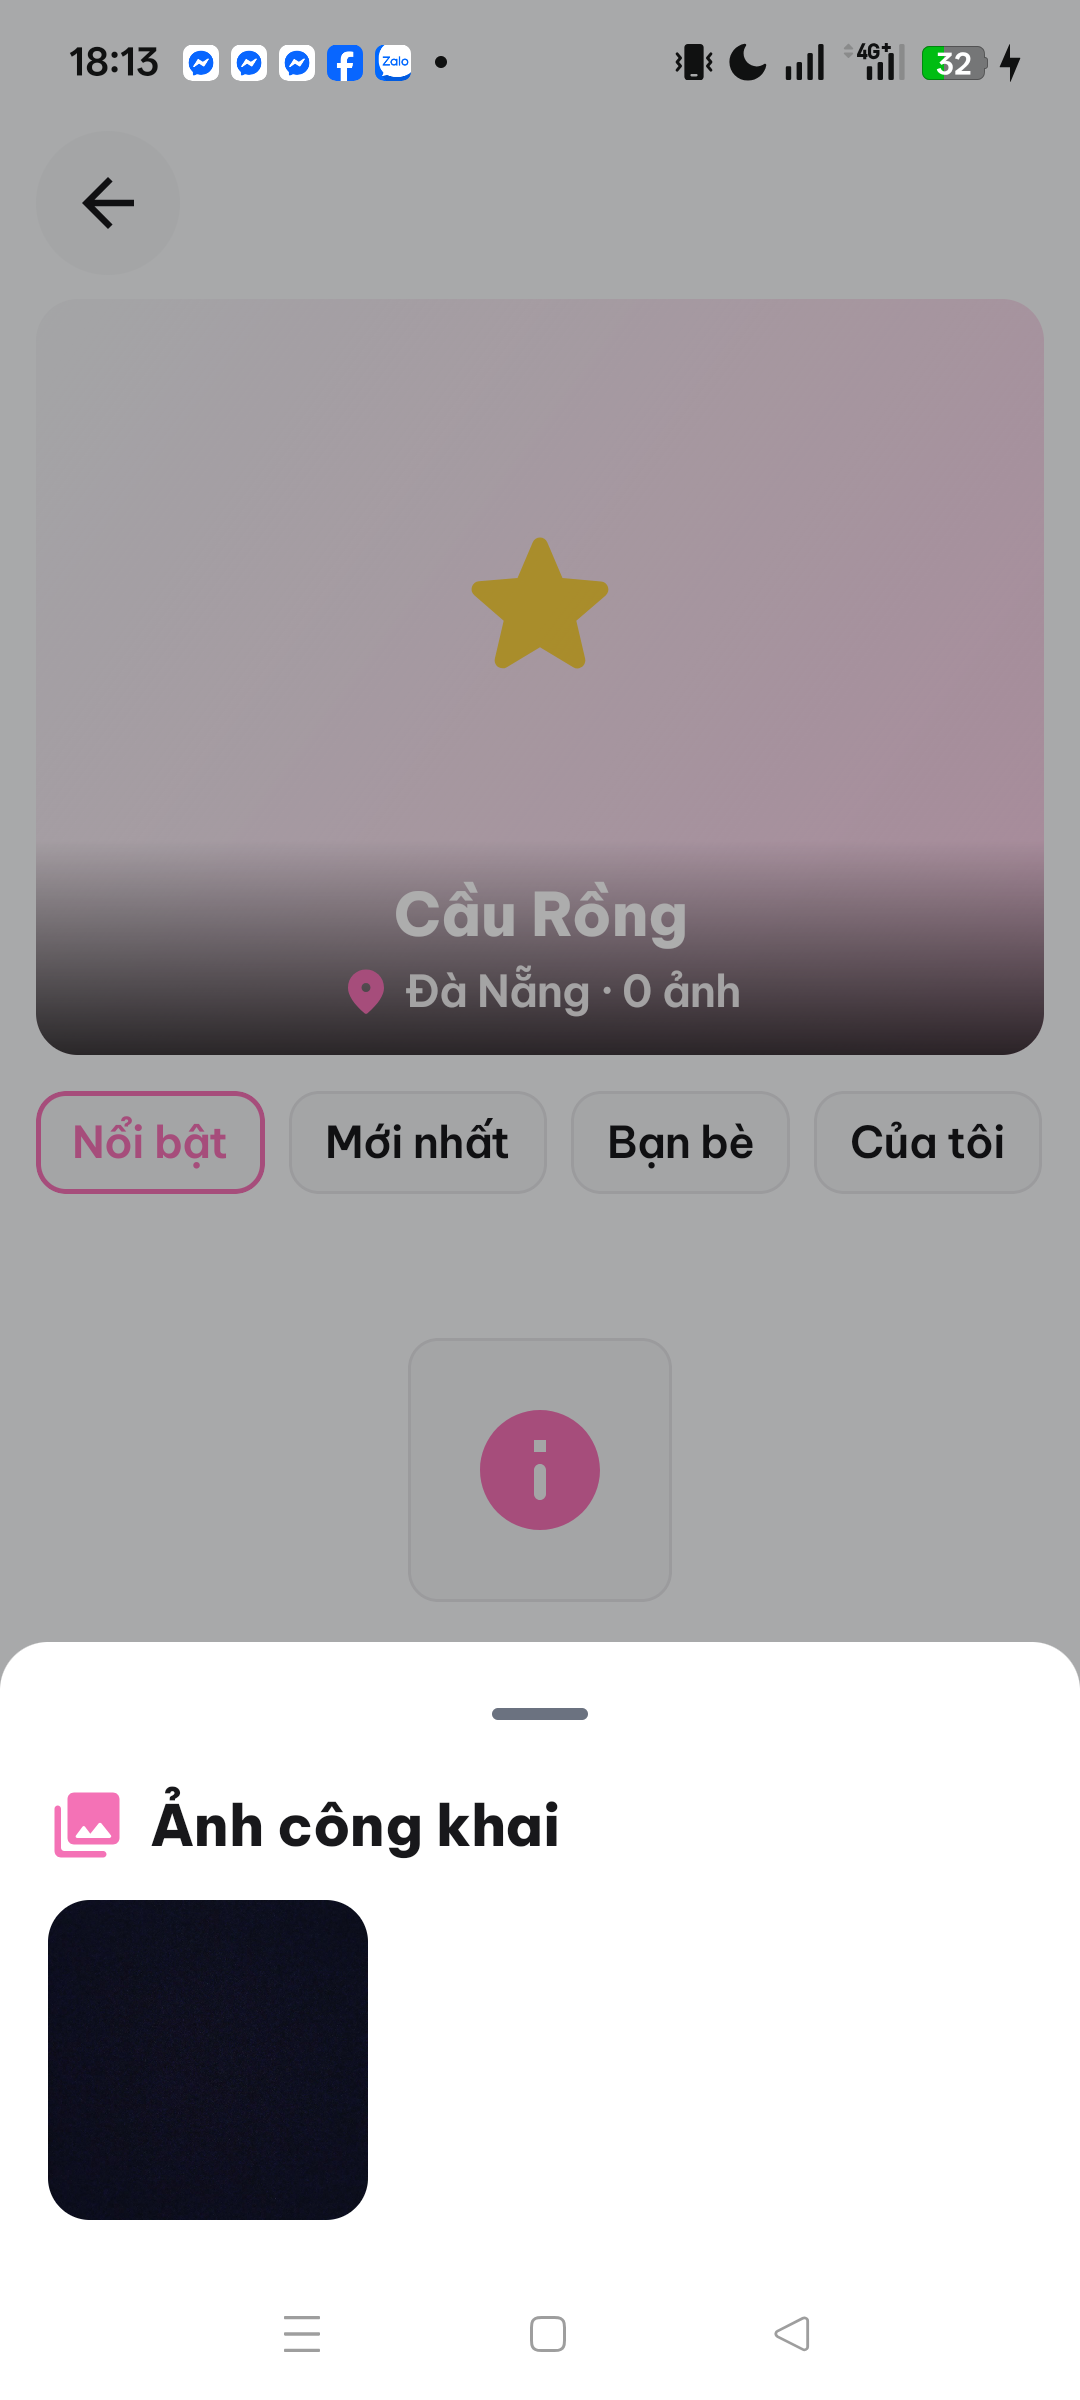 18:13
Zalo
4G+
32
Cầu Rồng
Đà Nẵng · 0 ảnh
Nổi bật
Mới nhất
Bạn bè
Của tôi
Ảnh công khai